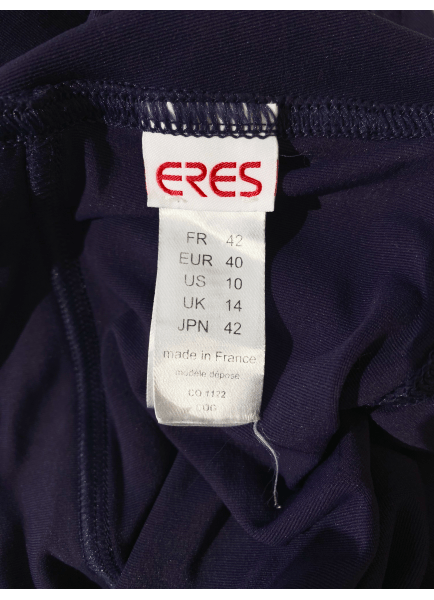 ERES
FR 42
EUR 40
US 10
UK 14
JPN 42
made in France
modèle déposé
CO 1122